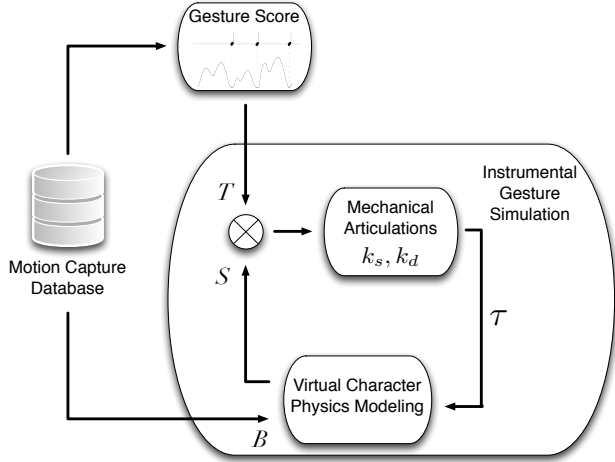 Gesture Score
Instrumental
Gesture
Simulation
T
Mechanical
Articulations
k_s, k_d
Motion Capture
Database
S
τ
Virtual Character
Physics Modeling
B